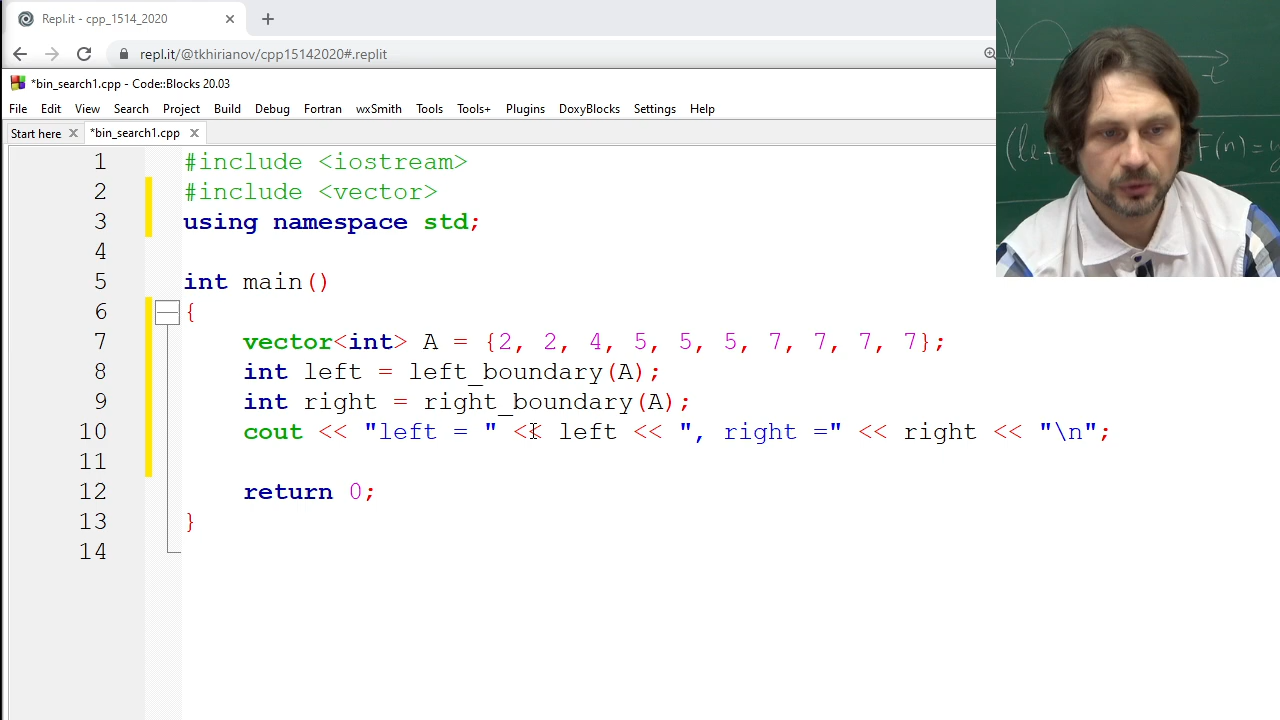 Repl.it - cpp_1514_2020
repl.it/@tkhirianov/cpp15142020#.replit
*bin_search1.cpp - Code::Blocks 20.03
File Edit View Search Project Build Debug Fortran wxSmith Tools Tools+ Plugins DoxyBlocks Settings Help
Start here *bin_search1.cpp
1 #include <iostream>
2 #include <vector>
3 using namespace std;
4
5 int main()
6 {
7 vector<int> A = {2, 2, 4, 5, 5, 5, 7, 7, 7, 7};
8 int left = left_boundary(A);
9 int right = right_boundary(A);
10 cout << "left = " << left << ", right =" << right << "\n";
11
12 return 0;
13 }
14
F(n)=